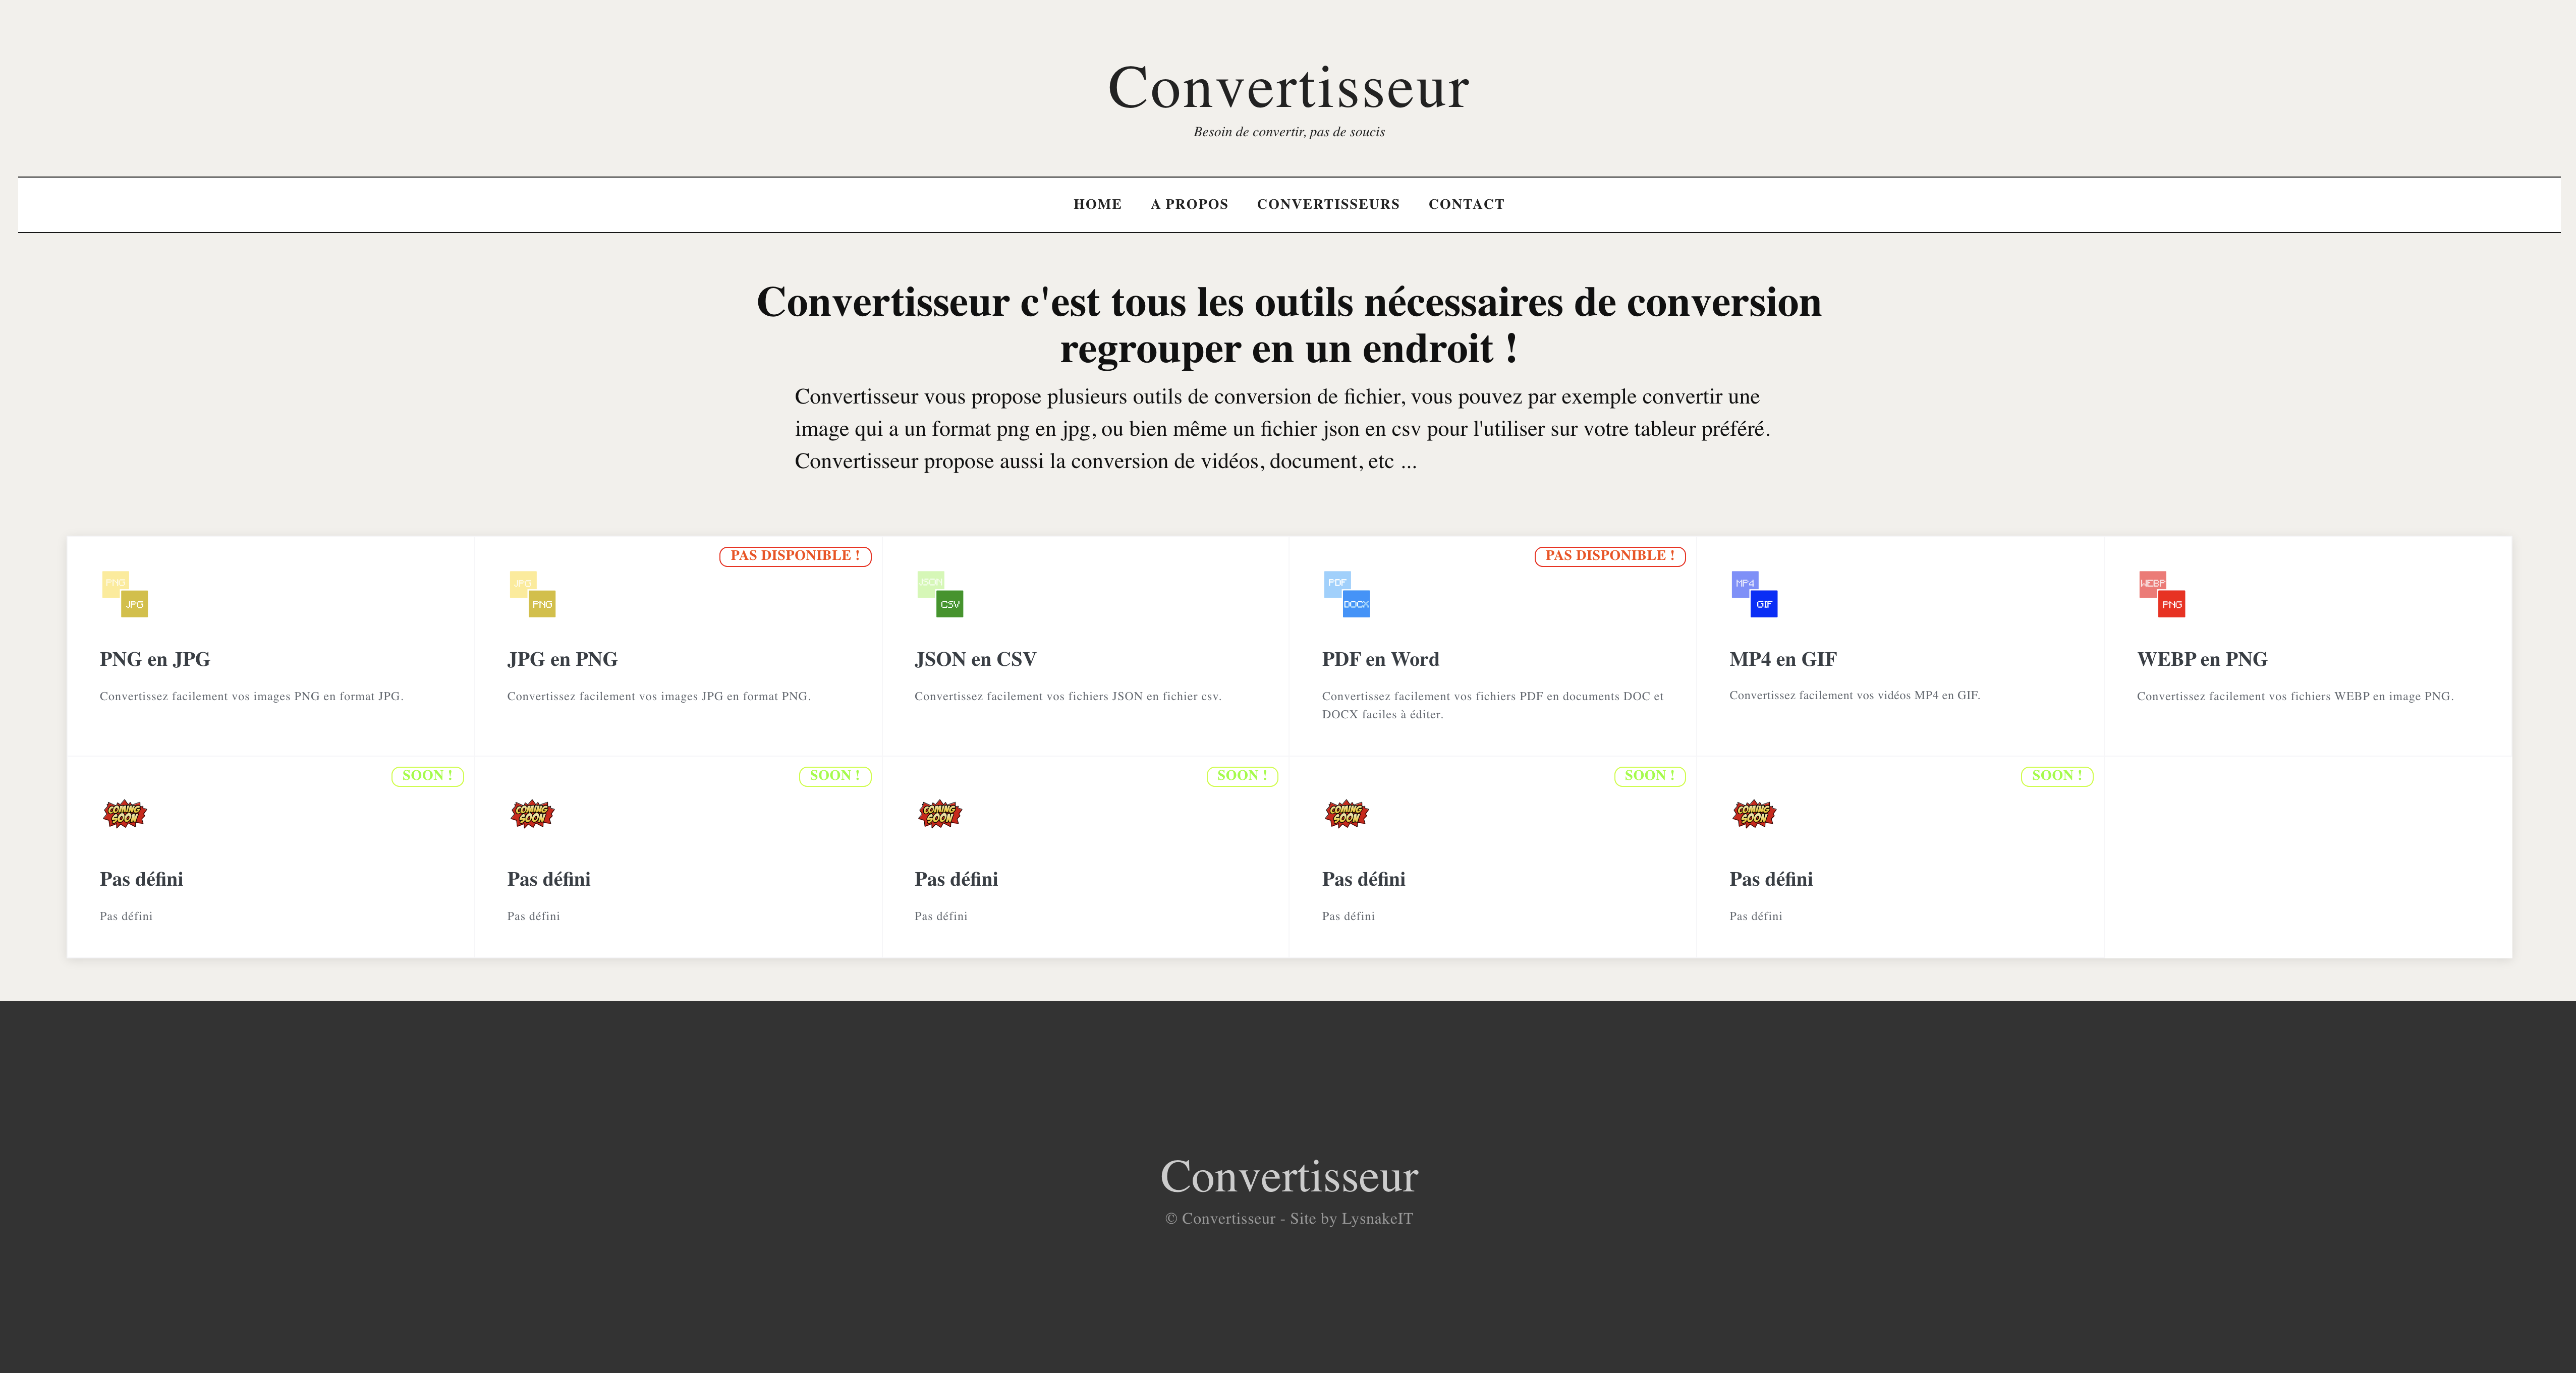 Convertisseur
Besoin de convertir, pas de soucis
HOME A PROPOS CONVERTISSEURS CONTACT
Convertisseur c'est tous les outils nécessaires de conversion
regrouper en un endroit !
Convertisseur vous propose plusieurs outils de conversion de fichier, vous pouvez par exemple convertir une
image qui a un format png en jpg, ou bien même un fichier json en csv pour l'utiliser sur votre tableur préféré.
Convertisseur propose aussi la conversion de vidéos, document, etc ...
PNG
JPG
PNG en JPG
Convertissez facilement vos images PNG en format JPG.
PAS DISPONIBLE !
JPG
PNG
JPG en PNG
Convertissez facilement vos images JPG en format PNG.
JSON
CSV
JSON en CSV
Convertissez facilement vos fichiers JSON en fichier csv.
PAS DISPONIBLE !
PDF
DOCX
PDF en Word
Convertissez facilement vos fichiers PDF en documents DOC et
DOCX faciles à éditer.
MP4
GIF
MP4 en GIF
Convertissez facilement vos vidéos MP4 en GIF.
WEBP
PNG
WEBP en PNG
Convertissez facilement vos fichiers WEBP en image PNG.
SOON !
COMING
SOON
Pas défini
Pas défini
SOON !
COMING
SOON
Pas défini
Pas défini
SOON !
COMING
SOON
Pas défini
Pas défini
SOON !
COMING
SOON
Pas défini
Pas défini
SOON !
COMING
SOON
Pas défini
Pas défini
Convertisseur
© Convertisseur - Site by LysnakeIT